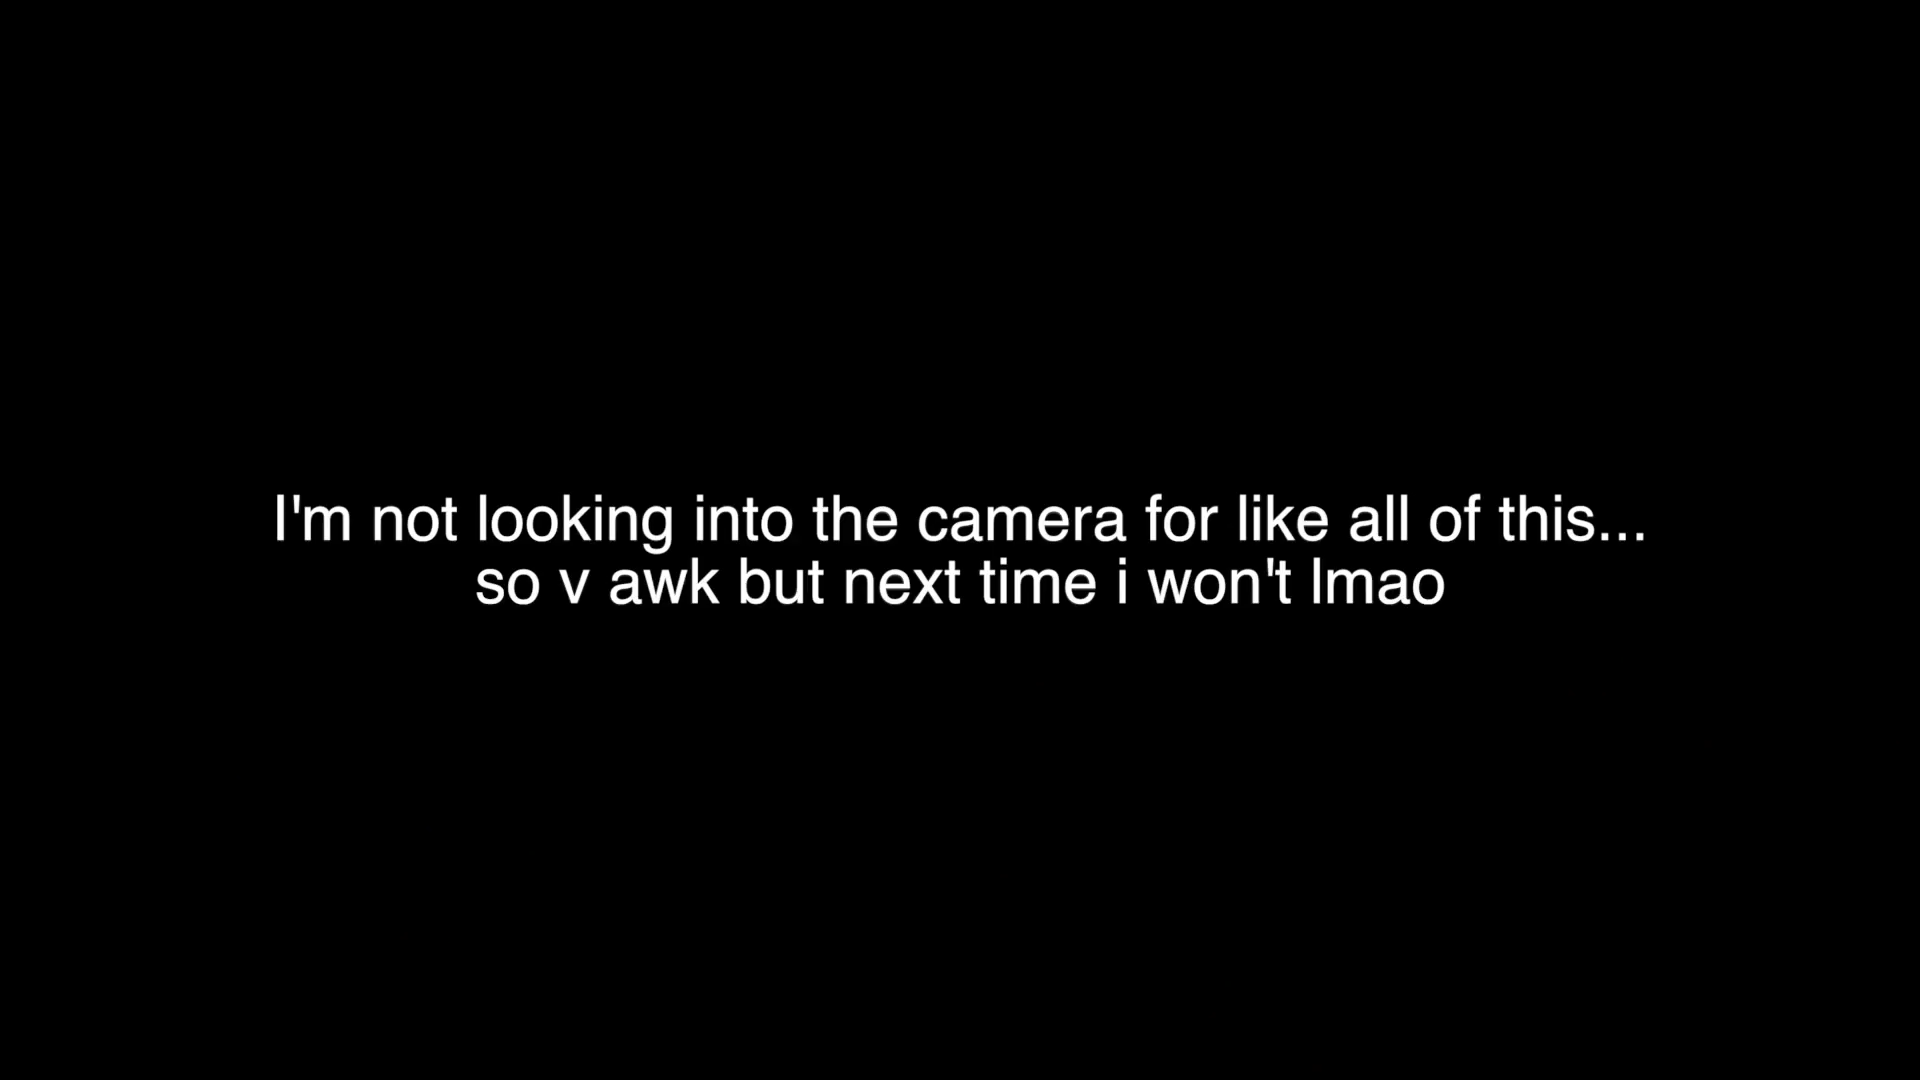 I'm not looking into the camera for like all of this...
so v awk but next time i won't lmao